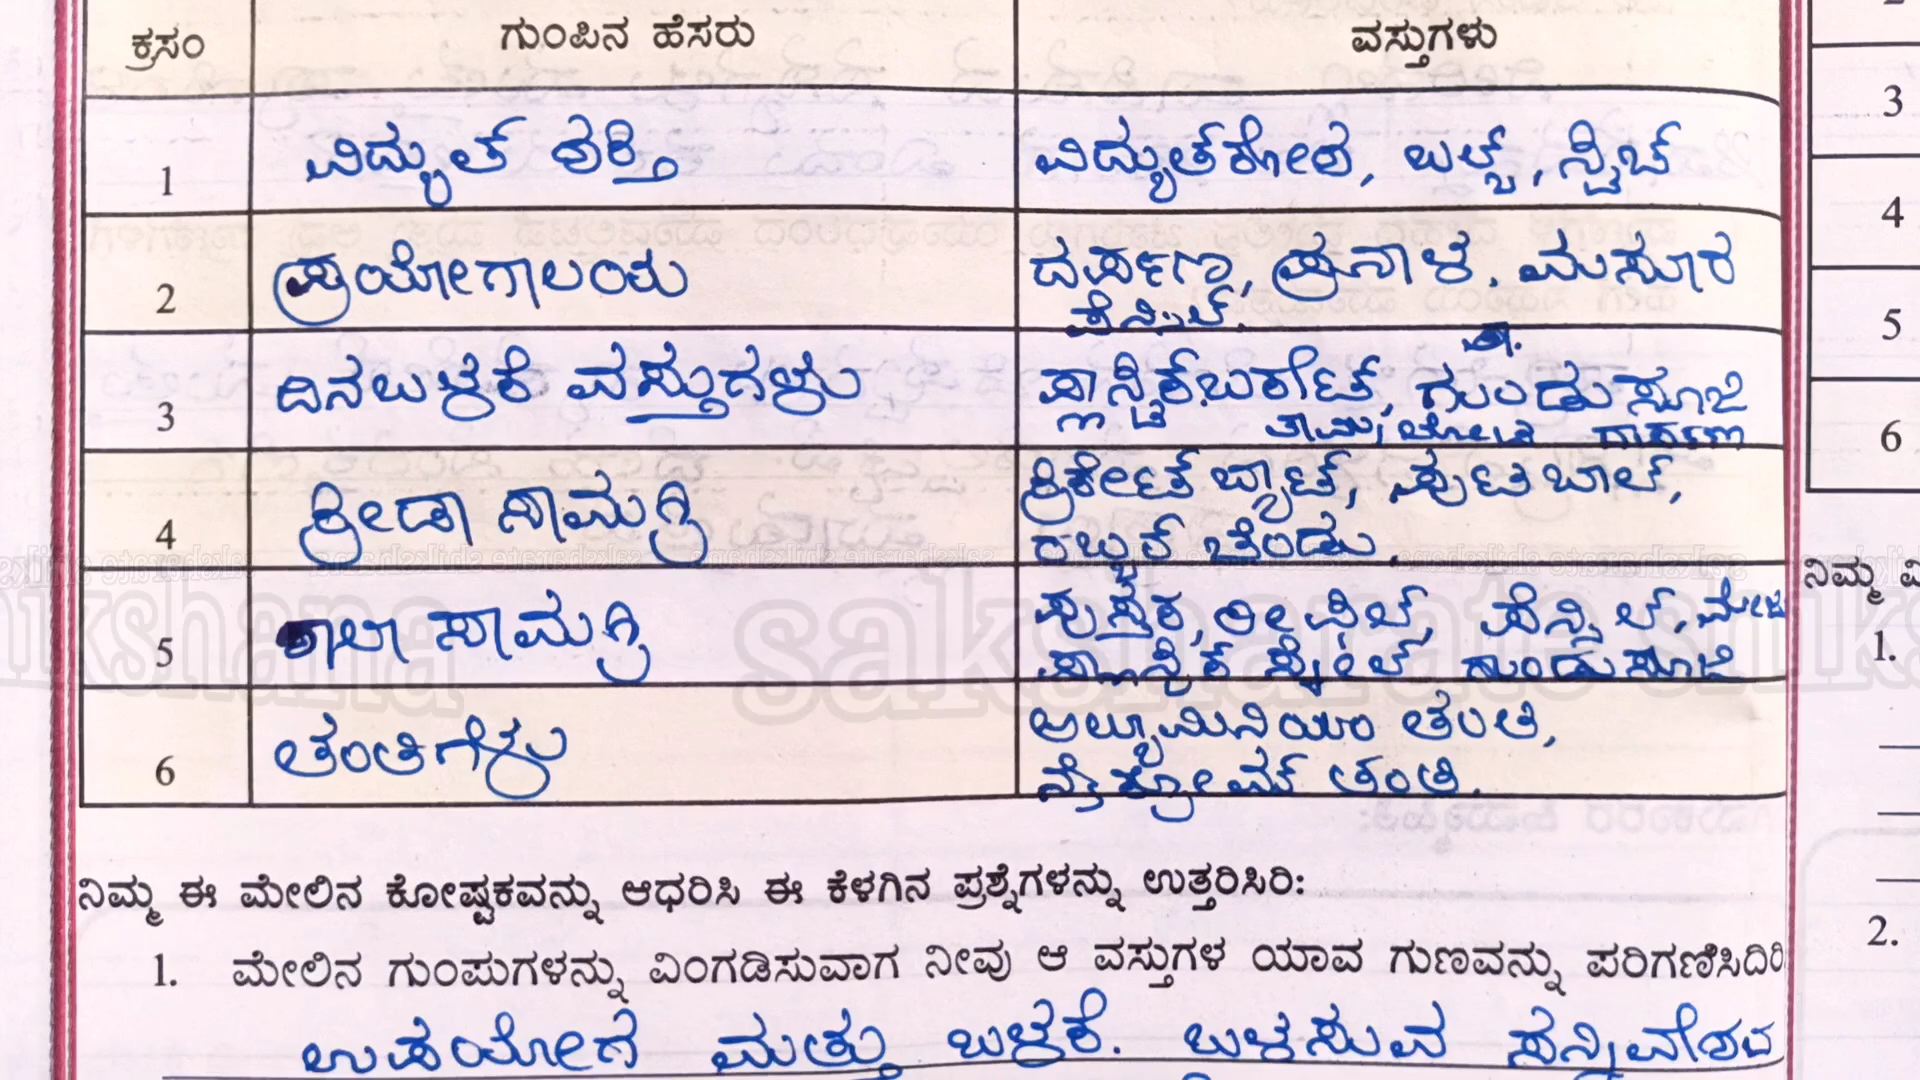 ಕ್ರಸಂ ಗುಂಪಿನ ಹೆಸರು ವಸ್ತುಗಳು
1 ವಿದ್ಯುತ್ ಶಕ್ತಿ ವಿದ್ಯುತ್‌ಕೋಶ, ಬಲ್ಬ್, ಸ್ವಿಚ್
2 ಪ್ರಯೋಗಾಲಯ ದರ್ಪಣ, ಪ್ರನಾಳ, ಮಸೂರ
ಪೆನ್ಸಿಲ್.
3 ದಿನಬಳಕೆ ವಸ್ತುಗಳು ಪ್ಲಾಸ್ಟಿಕ್‌ಬಕೇಟ್, ಗುಂಡುಸೂಜಿ
4 ಕ್ರೀಡಾ ಸಾಮಗ್ರಿ ಕ್ರಿಕೇಟ್ ಬ್ಯಾಟ್, ಪುಟಬಾಲ್,
ರಬ್ಬರ್ ಚೆಂಡು.
5 ಶಾಲಾ ಸಾಮಗ್ರಿ ಪುಸ್ತಕ, ಪೆನ್ಸಿಲ್,
ಪ್ಲಾಸ್ಟಿಕ್ ಸ್ಕೇಲ್ ಗುಂಡುಸೂಜಿ
6 ತಂತಿಗಳು ಅಲ್ಯೂಮಿನಿಯಂ ತಂತಿ,
ನೈಕ್ರೋಮ್ ತಂತಿ.
ನಿಮ್ಮ ಈ ಮೇಲಿನ ಕೋಷ್ಟಕವನ್ನು ಆಧರಿಸಿ ಈ ಕೆಳಗಿನ ಪ್ರಶ್ನೆಗಳನ್ನು ಉತ್ತರಿಸಿರಿ:
1. ಮೇಲಿನ ಗುಂಪುಗಳನ್ನು ವಿಂಗಡಿಸುವಾಗ ನೀವು ಆ ವಸ್ತುಗಳ ಯಾವ ಗುಣವನ್ನು ಪರಿಗಣಿಸಿದಿರಿ
ಉಪಯೋಗ ಮತ್ತು ಬಳಕೆ. ಬಳಸುವ
3
4
5
6
ನಿಮ್ಮ
1.
2.